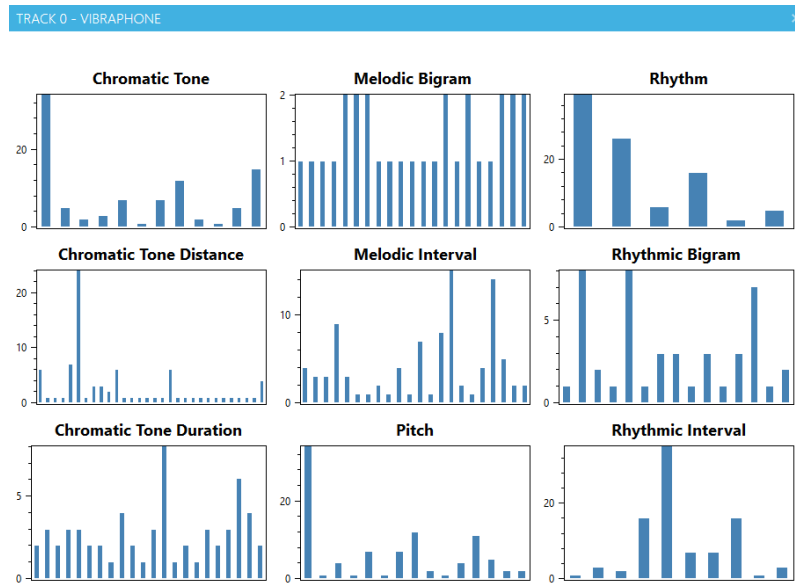 TRACK 0 - VIBRAPHONE
Chromatic Tone
Melodic Bigram
Rhythm
20
0
2
1
0
20
0
Chromatic Tone Distance
Melodic Interval
Rhythmic Bigram
20
10
0
10
0
5
0
Chromatic Tone Duration
Pitch
Rhythmic Interval
5
0
20
0
20
0